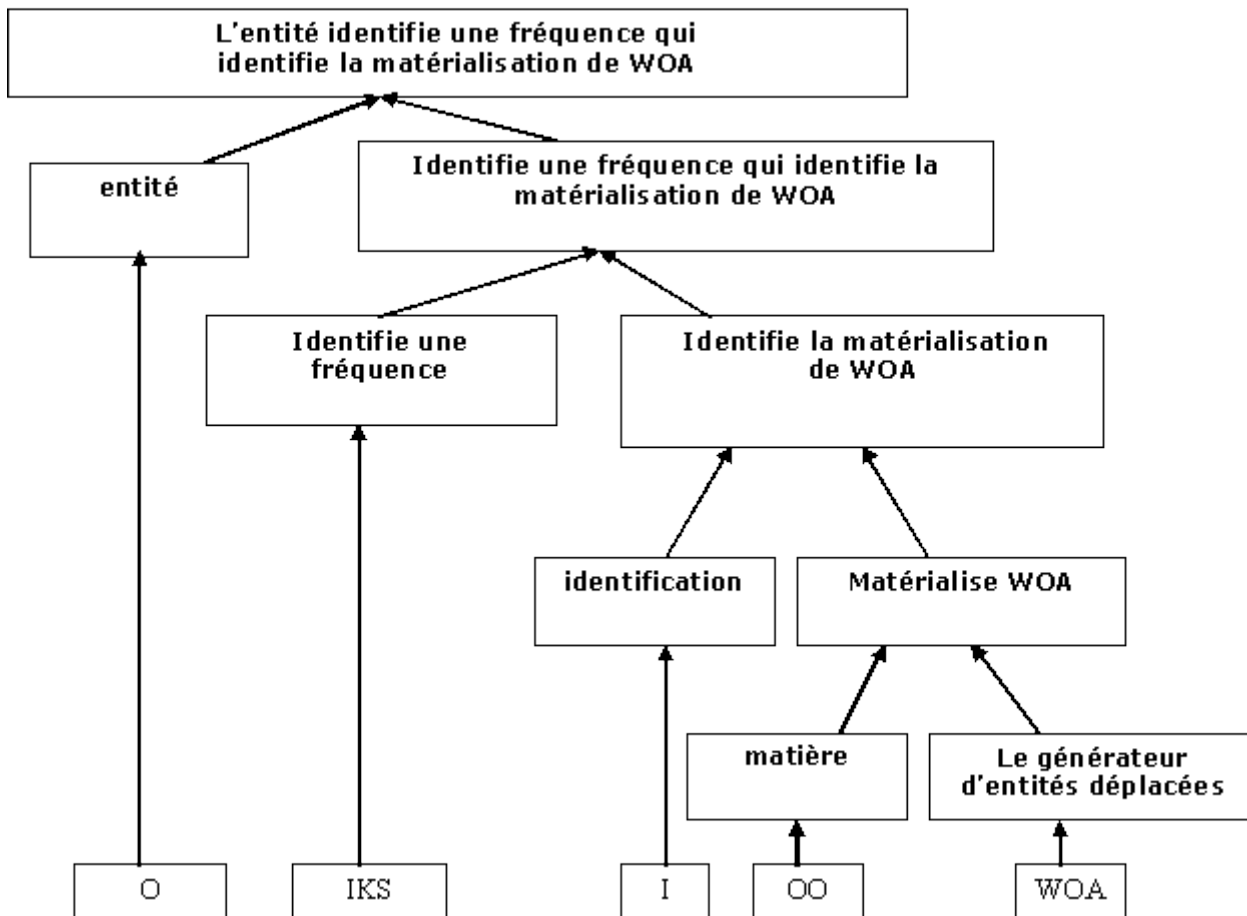 L'entité identifie une fréquence qui
identifie la matérialisation de WOA
entité
Identifie une fréquence qui identifie la
matérialisation de WOA
Identifie une
fréquence
Identifie la matérialisation
de WOA
identification
Matérialise WOA
matière
Le générateur
d'entités déplacées
O
IKS
I
OO
WOA